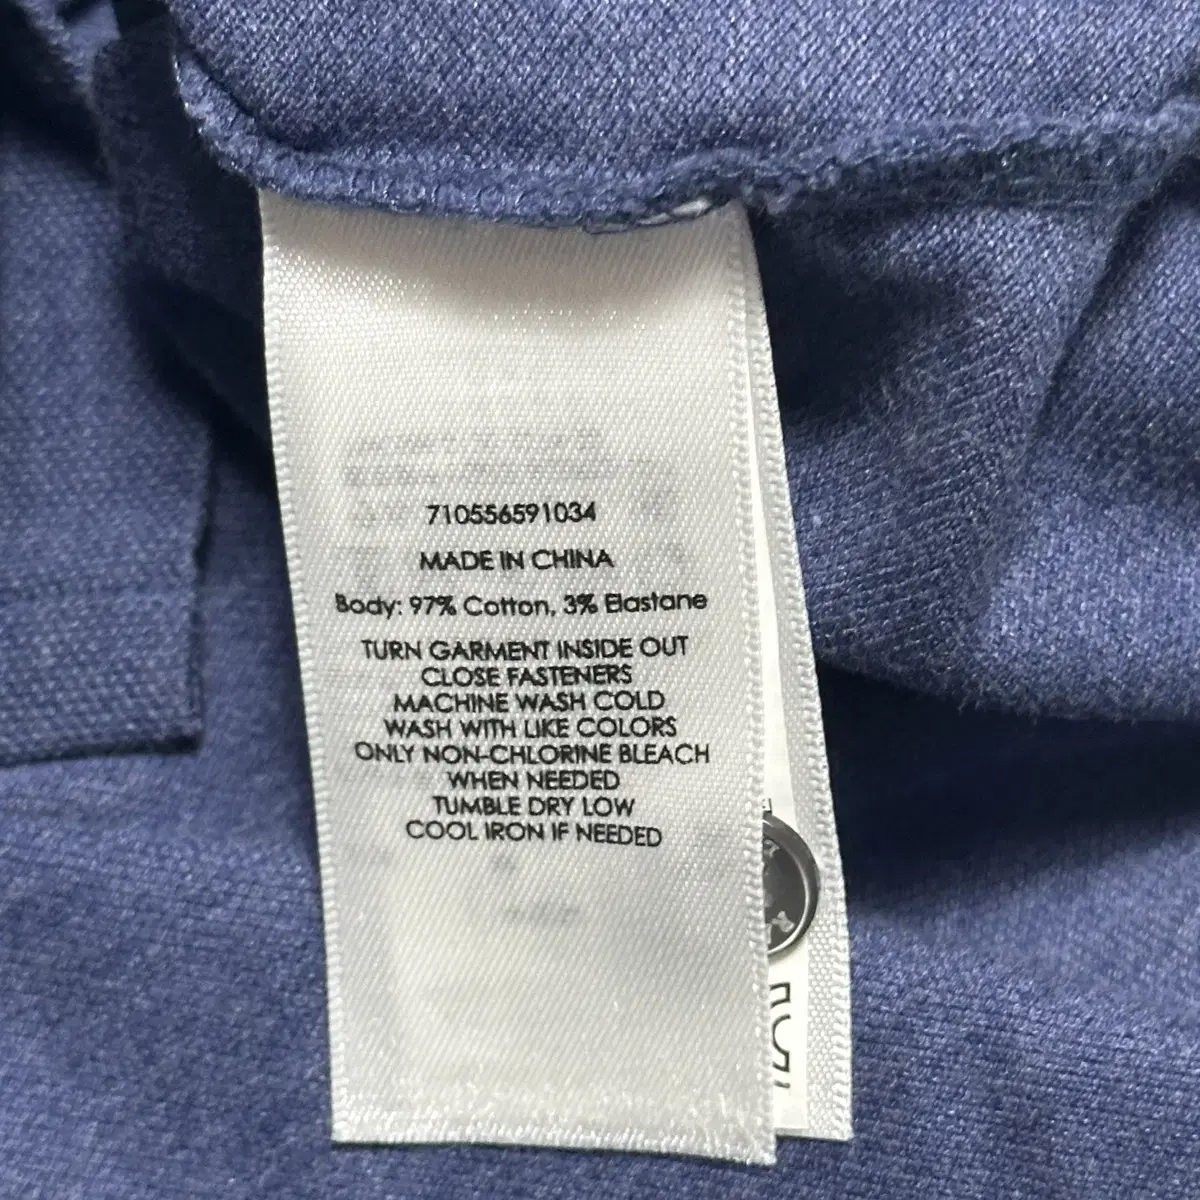 710556591034
MADE IN CHINA
Body: 97% Cotton, 3% Elastane
TURN GARMENT INSIDE OUT
CLOSE FASTENERS
MACHINE WASH COLD
WASH WITH LIKE COLORS
ONLY NON-CHLORINE BLEACH
WHEN NEEDED
TUMBLE DRY LOW
COOL IRON IF NEEDED